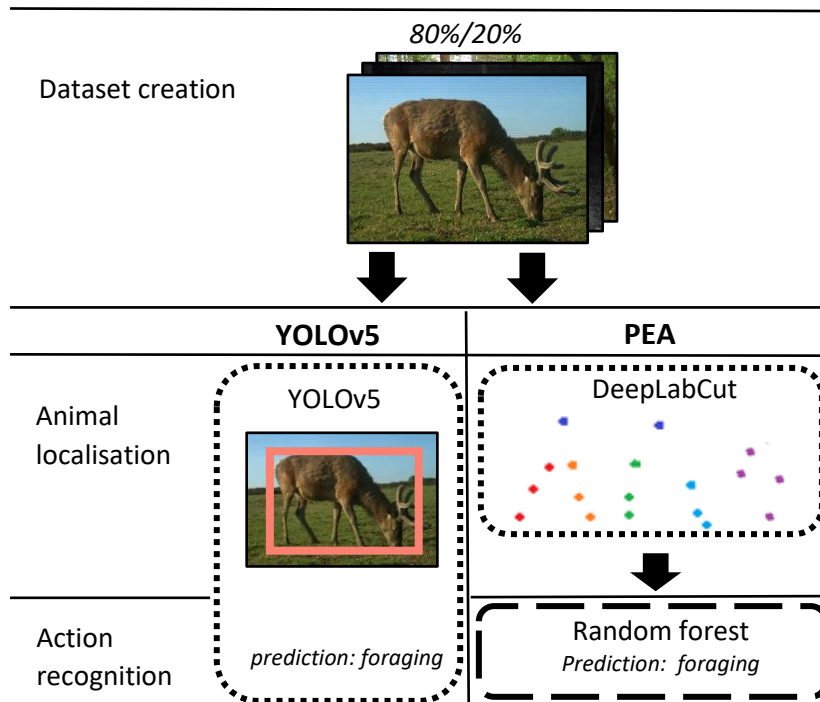 80%/20%
Dataset creation
YOLOv5
PEA
YOLOv5
DeepLabCut
Animal
localisation
Action
recognition
prediction: foraging
Random forest
Prediction: foraging